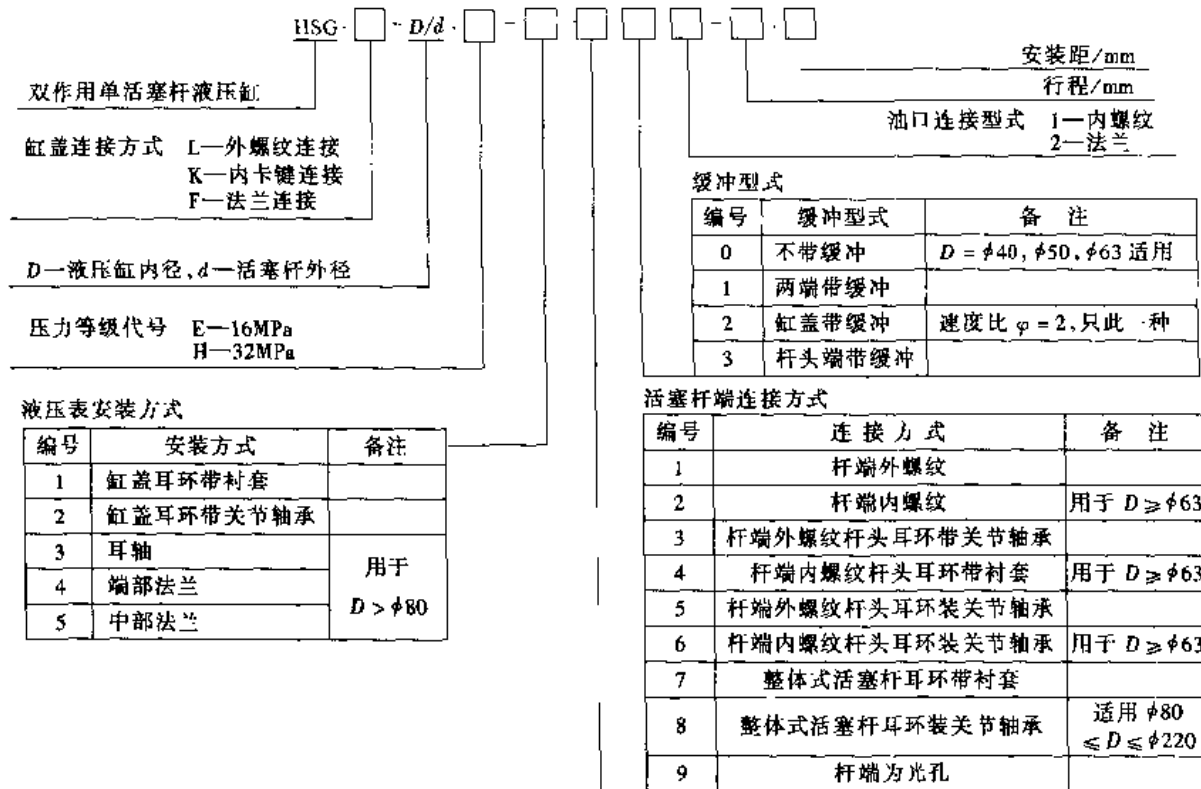 HSG·□-D/d·□-□□□□-□·□
双作用单活塞杆液压缸
缸盖连接方式 L—外螺纹连接
K—内卡键连接
F—法兰连接
D—液压缸内径,d—活塞杆外径
压力等级代号 E—16MPa
H—32MPa
液压表安装方式
编号 安装方式 备注
1 缸盖耳环带衬套
2 缸盖耳环带关节轴承
3 耳轴
4 端部法兰
5 中部法兰
用于
D>φ80
安装距/mm
行程/mm
油口连接型式 1—内螺纹
2—法兰
缓冲型式
编号 缓冲型式 备 注
0 不带缓冲 D=φ40,φ50,φ63适用
1 两端带缓冲
2 缸盖带缓冲 速度比φ=2,只此一种
3 杆头端带缓冲
活塞杆端连接方式
编号 连接方式 备 注
1 杆端外螺纹
2 杆端内螺纹 用于D≥φ63
3 杆端外螺纹杆头耳环带关节轴承
4 杆端内螺纹杆头耳环带衬套 用于D≥φ63
5 杆端外螺纹杆头耳环装关节轴承
6 杆端内螺纹杆头耳环装关节轴承 用于D≥φ63
7 整体式活塞杆耳环带衬套
8 整体式活塞杆耳环装关节轴承 适用φ80
≤D≤φ220
9 杆端为光孔